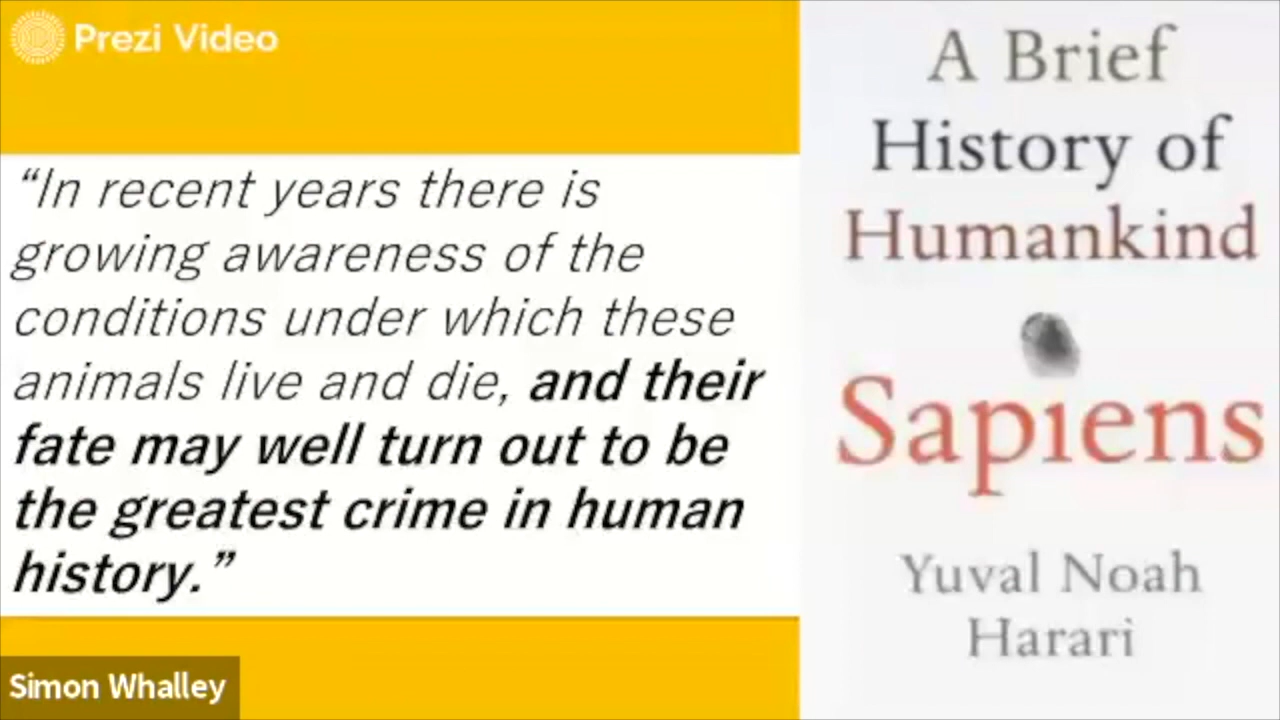 Prezi Video
“In recent years there is
growing awareness of the
conditions under which these
animals live and die, and their
fate may well turn out to be
the greatest crime in human
history.”
Simon Whalley
A Brief
History of
Humankind
Sapiens
Yuval Noah
Harari